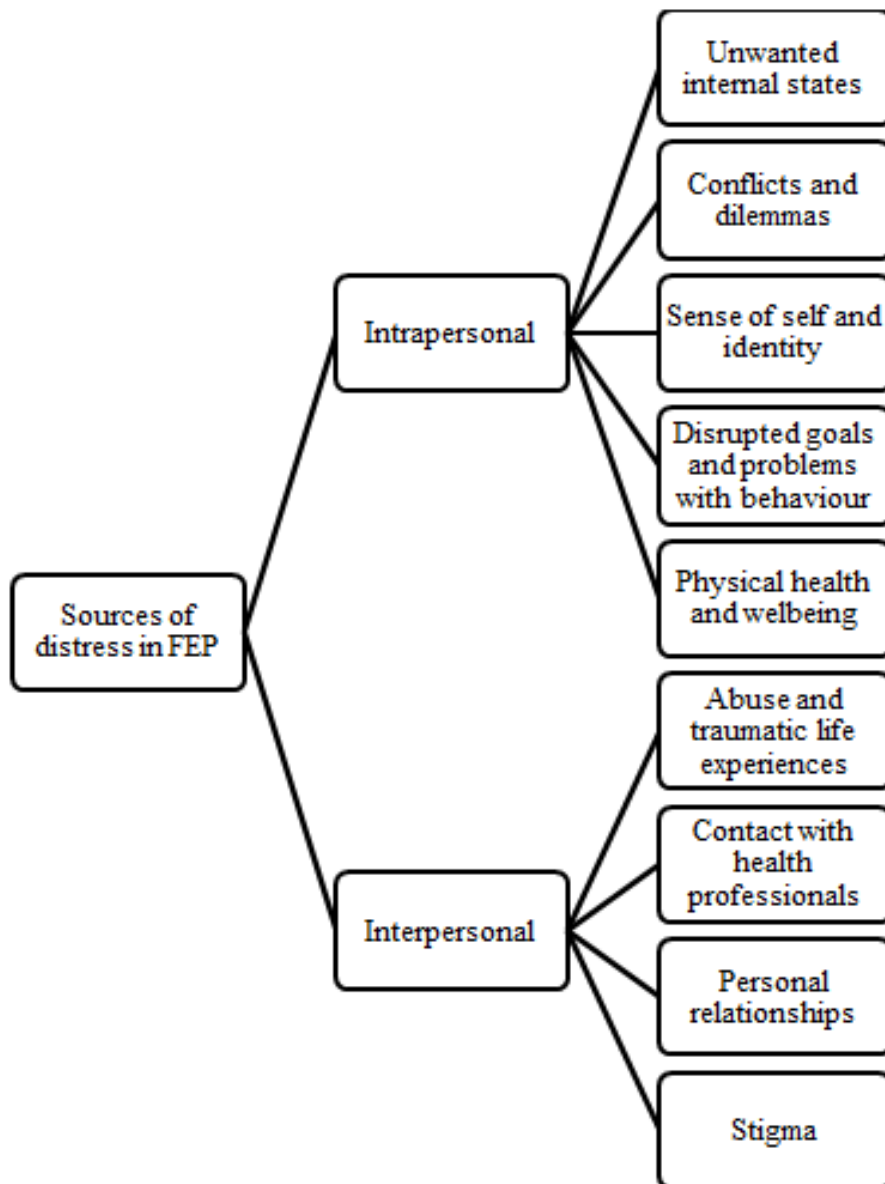 Unwanted
internal states
Conflicts and
dilemmas
Intrapersonal
Sense of self and
identity
Disrupted goals
and problems
with behaviour
Sources of
distress in FEP
Physical health
and welbeing
Abuse and
traumatic life
experiences
Contact with
health
professionals
Interpersonal
Personal
relationships
Stigma